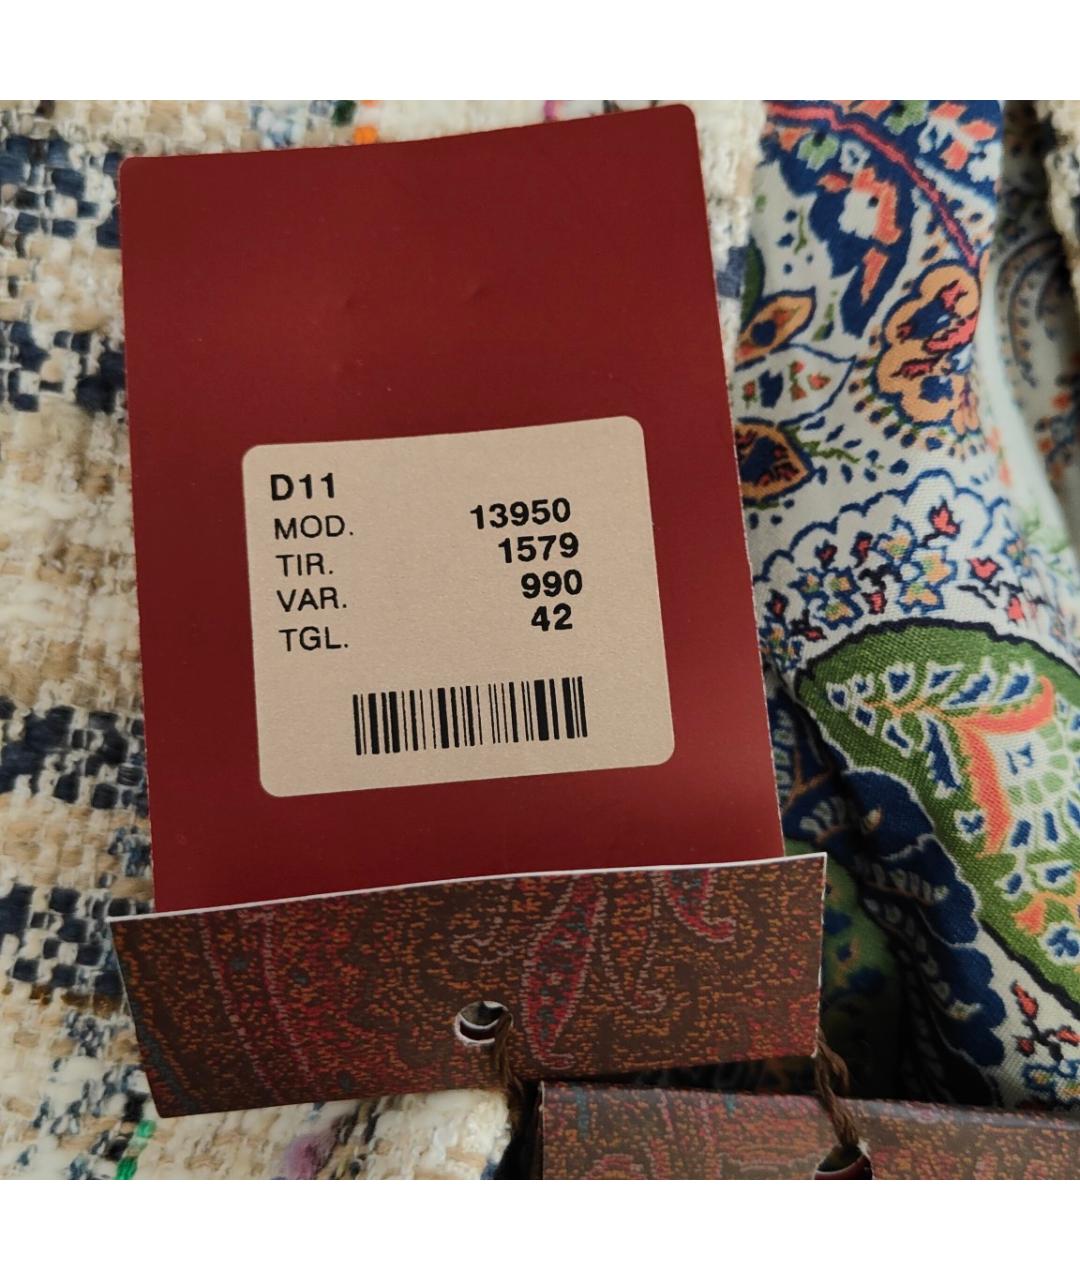 D11
MOD. 13950
TIR. 1579
VAR. 990
TGL. 42